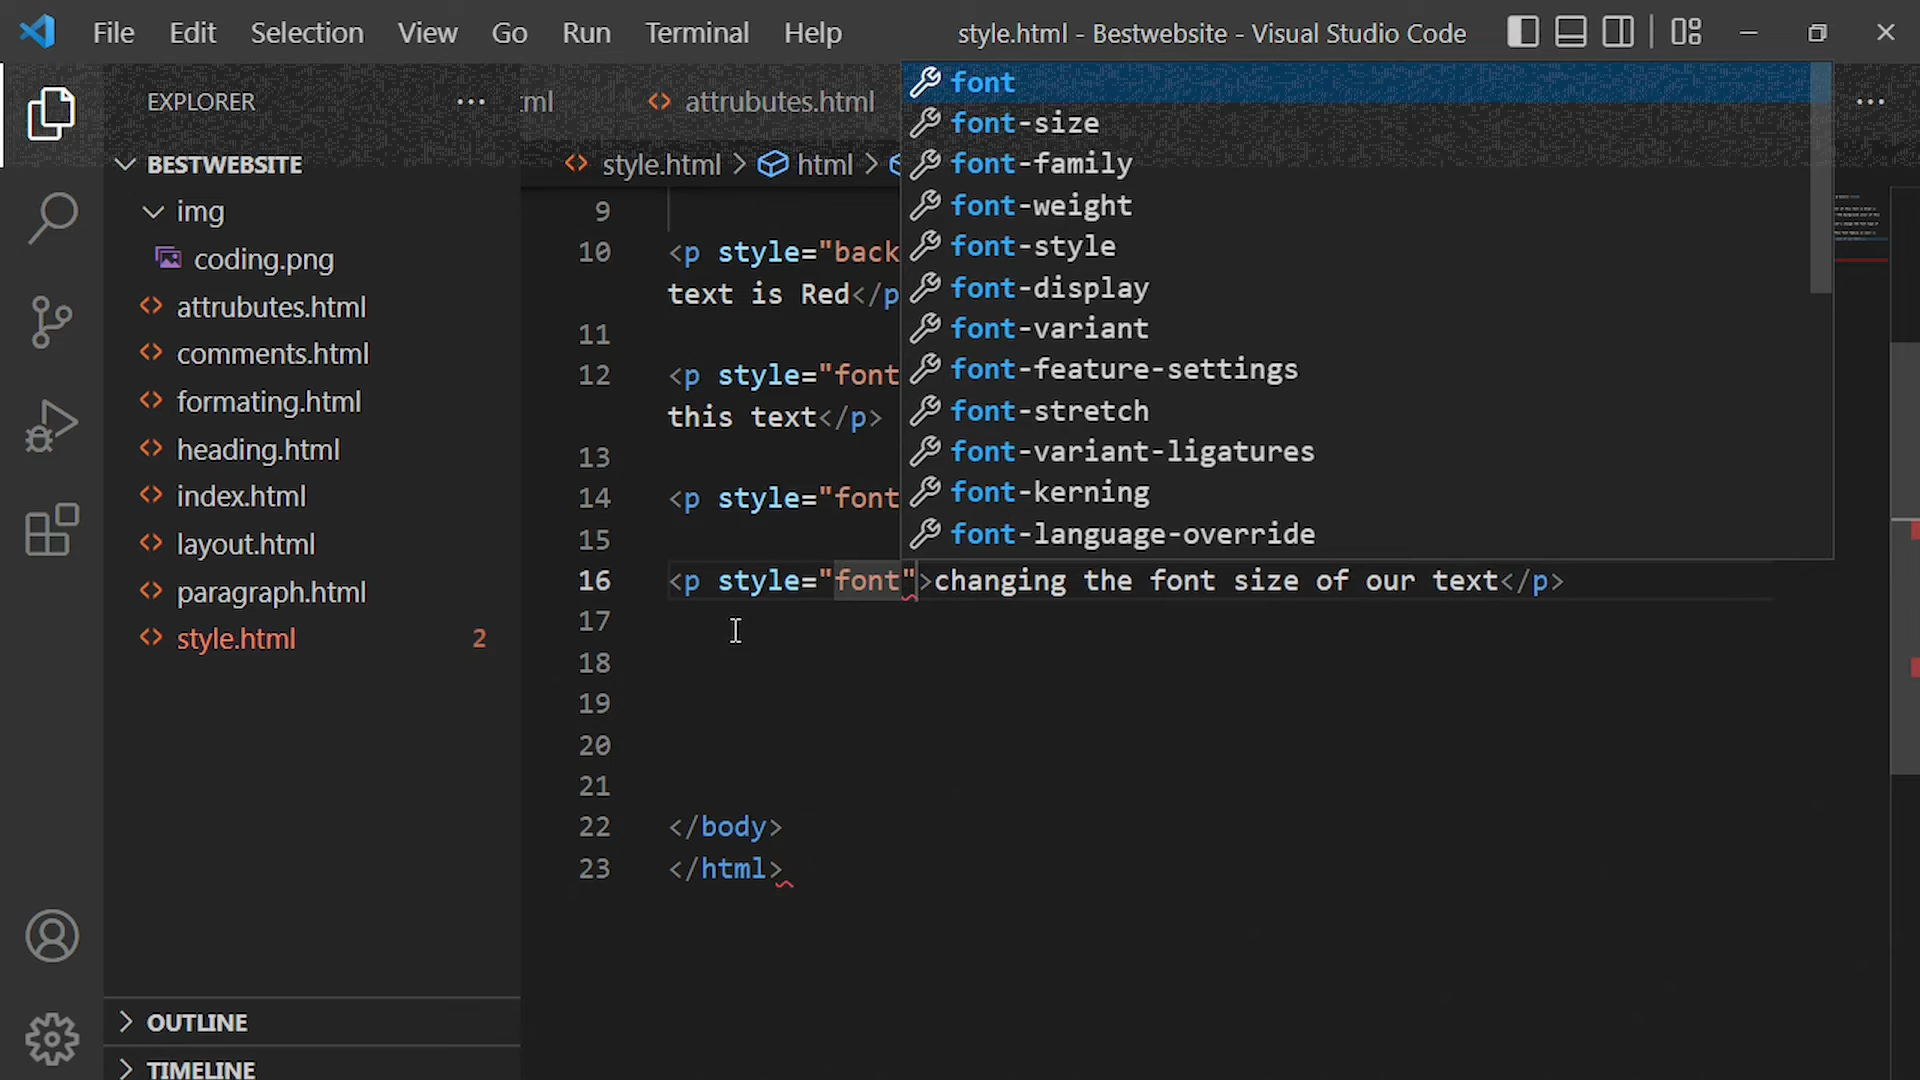 File Edit Selection View Go Run Terminal Help style.html - Bestwebsite - Visual Studio Code
EXPLORER ··· ml <> attrubutes.html ···
BESTWEBSITE
style.html > html >
img
coding.png
attrubutes.html
comments.html
formating.html
heading.html
index.html
layout.html
paragraph.html
style.html 2
OUTLINE
TIMELINE
9
10 <p style="back
text is Red</p
11
12 <p style="font
this text</p>
13
14 <p style="font
15
16 <p style="font">changing the font size of our text</p>
17
18
19
20
21
22 </body>
23 </html>
font
font-size
font-family
font-weight
font-style
font-display
font-variant
font-feature-settings
font-stretch
font-variant-ligatures
font-kerning
font-language-override